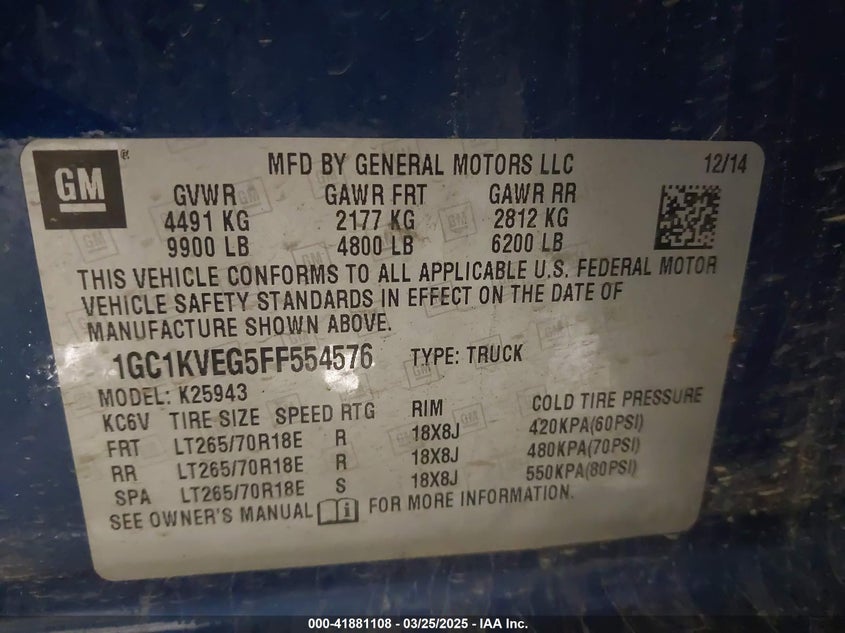 GM ® MFD BY GENERAL MOTORS LLC 12/14
GVWR GAWR FRT GAWR RR
4491 KG 2177 KG 2812 KG
9900 LB 4800 LB 6200 LB
THIS VEHICLE CONFORMS TO ALL APPLICABLE U.S. FEDERAL MOTOR
VEHICLE SAFETY STANDARDS IN EFFECT ON THE DATE OF
MANUFACTURE SHOWN ABOVE.
1GC1KVEG5FF554576 TYPE: TRUCK
MODEL: K25943
KC6V TIRE SIZE SPEED RTG RIM COLD TIRE PRESSURE
FRT LT265/70R18E R 18X8J 420KPA(60PSI)
RR LT265/70R18E R 18X8J 480KPA(70PSI)
SPA LT265/70R18E S 18X8J 550KPA(80PSI)
SEE OWNER'S MANUAL i FOR MORE INFORMATION.
000-41881108 - 03/25/2025 - IAA Inc.